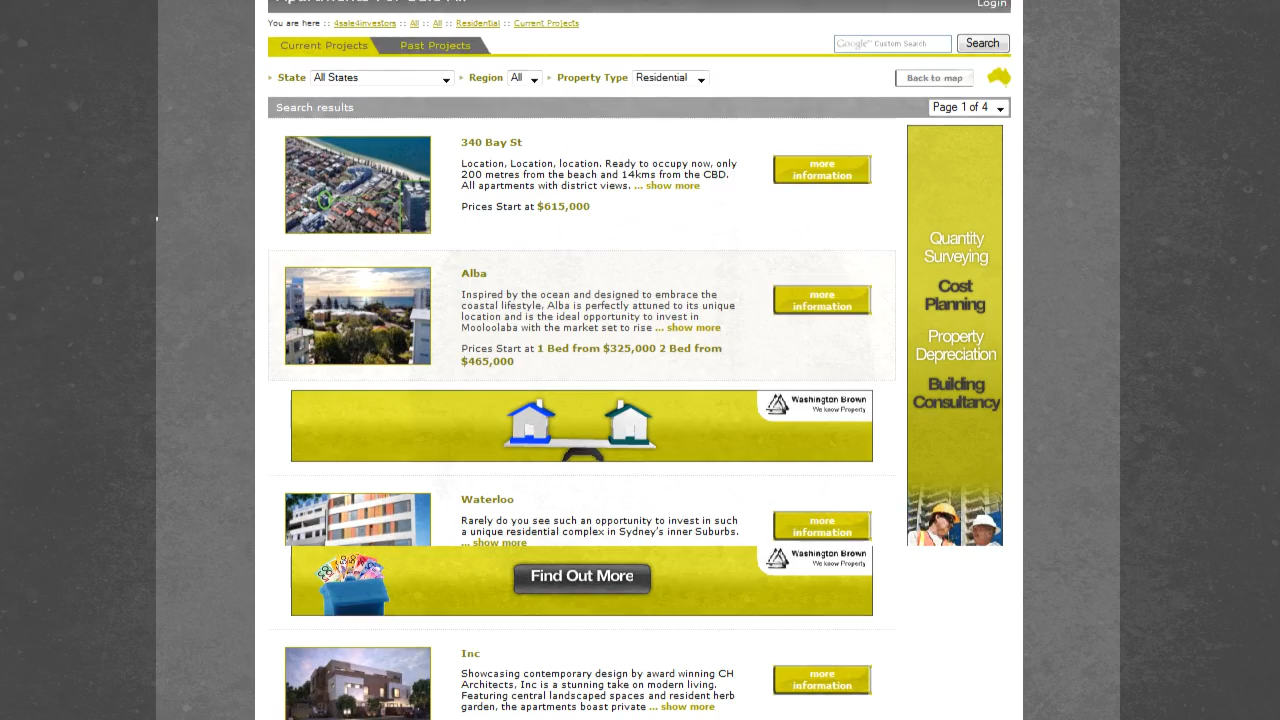 Login
You are here :: 4sale4investors :: All :: All :: Residential :: Current Projects
Current Projects
Past Projects
Google™ Custom Search
Search
State
All States
Region
All
Property Type
Residential
Back to map
Search results
Page 1 of 4
340 Bay St
Location, Location, location. Ready to occupy now, only
200 metres from the beach and 14kms from the CBD.
All apartments with district views. ... show more
Prices Start at $615,000
more
information
Alba
Inspired by the ocean and designed to embrace the
coastal lifestyle, Alba is perfectly attuned to its unique
location and is the ideal opportunity to invest in
Mooloolaba with the market set to rise ... show more
Prices Start at 1 Bed from $325,000 2 Bed from
$465,000
more
information
Quantity
Surveying
Cost
Planning
Property
Depreciation
Building
Consultancy
Washington Brown
We know Property
Waterloo
Rarely do you see such an opportunity to invest in such
a unique residential complex in Sydney's inner Suburbs.
... show more
more
information
Find Out More
Washington Brown
We know Property
Inc
Showcasing contemporary design by award winning CH
Architects, Inc is a stunning take on modern living.
Featuring central landscaped spaces and resident herb
garden, the apartments boast private ... show more
more
information